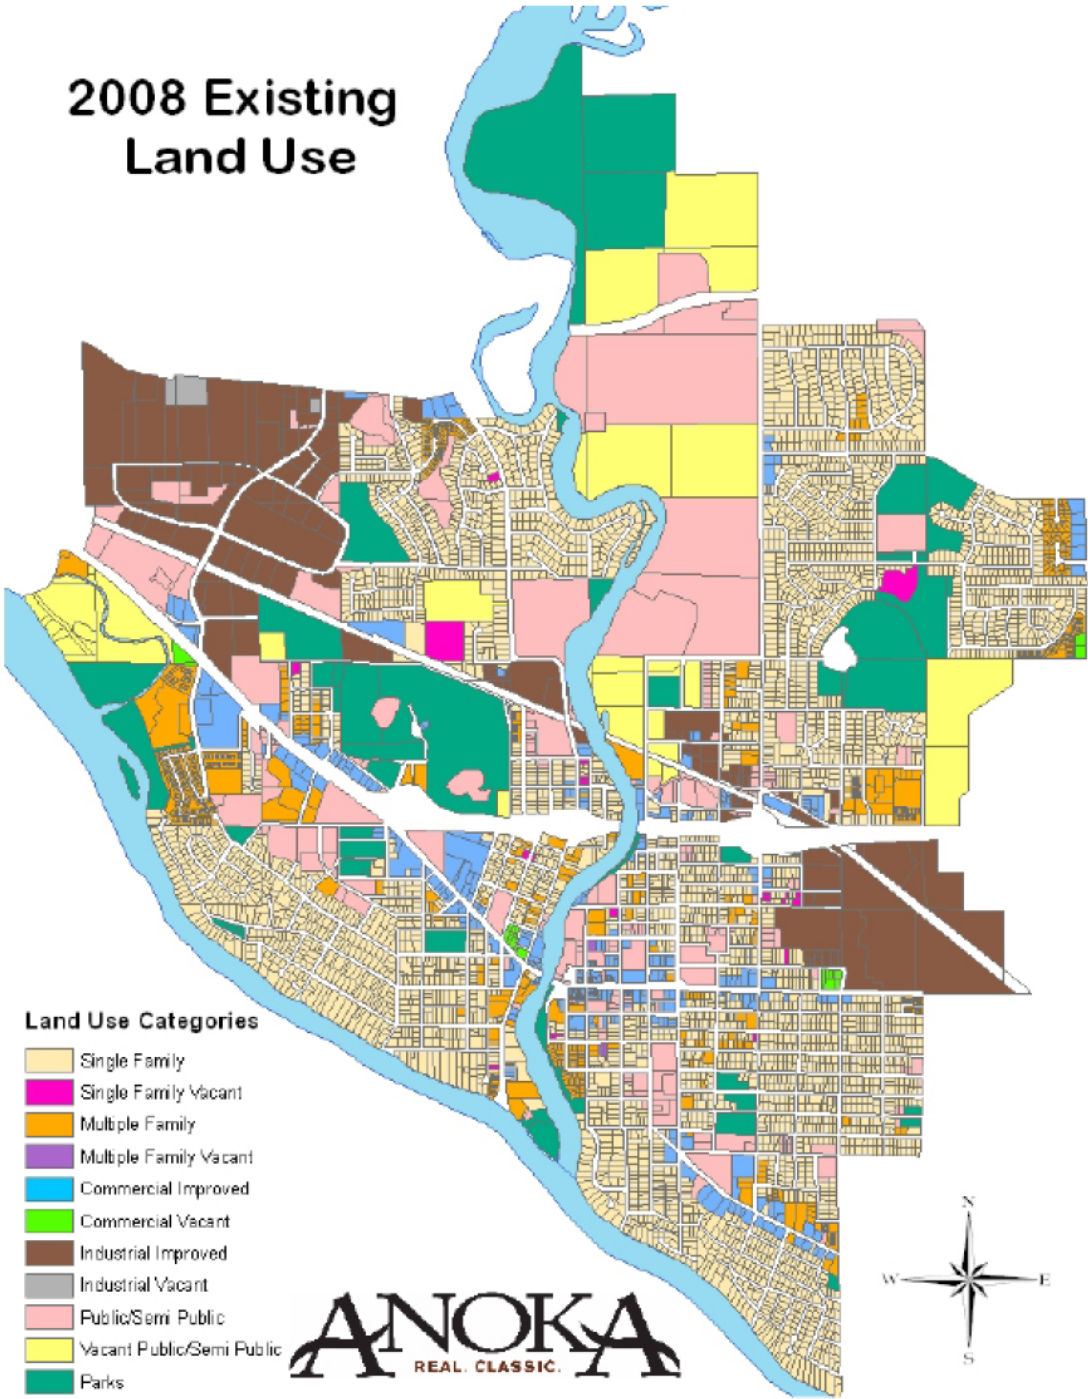 2008 Existing
Land Use
Land Use Categories
Single Family
Single Family Vacant
Multiple Family
Multiple Family Vacant
Commercial Improved
Commercial Vacant
Industrial Improved
Industrial Vacant
Public/Semi Public
Vacant Public/Semi Public
Parks
ANOKA
REAL. CLASSIC.
N
W E
S